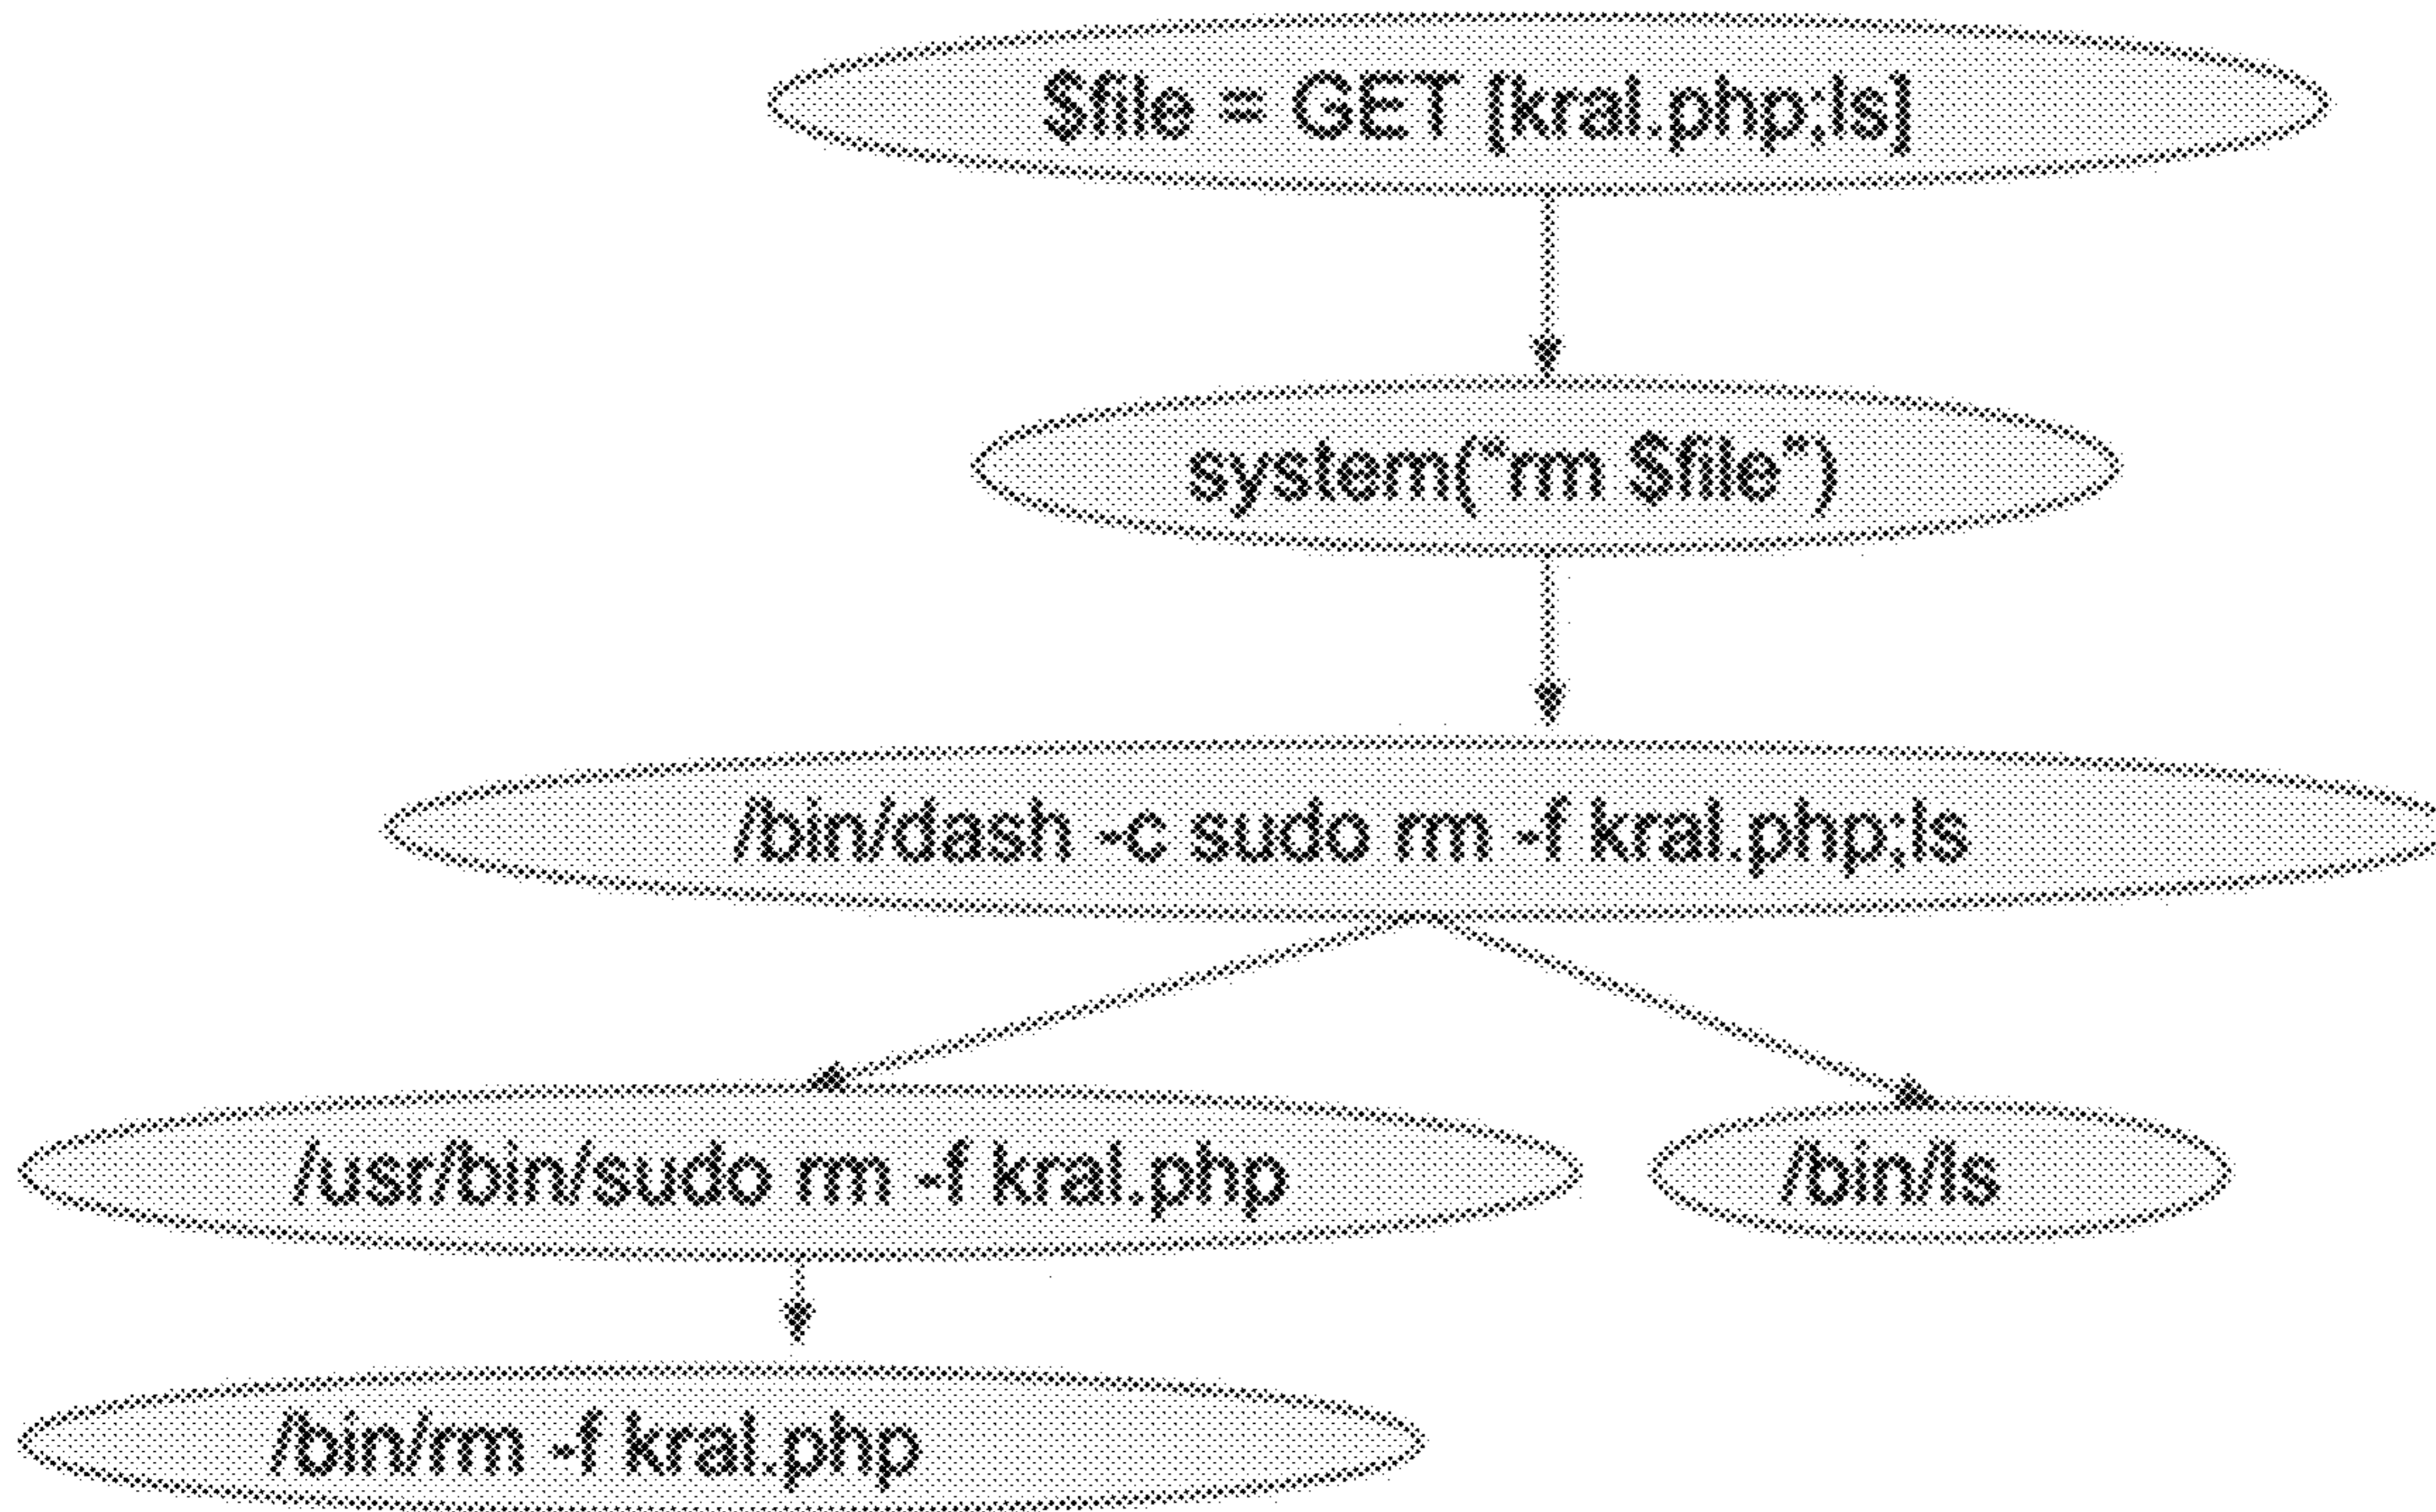 $file = GET [kral.php;ls]
system("rm $file")
/bin/dash -c sudo rm -f kral.php;ls
/usr/bin/sudo rm -f kral.php
/bin/ls
/bin/rm -f kral.php